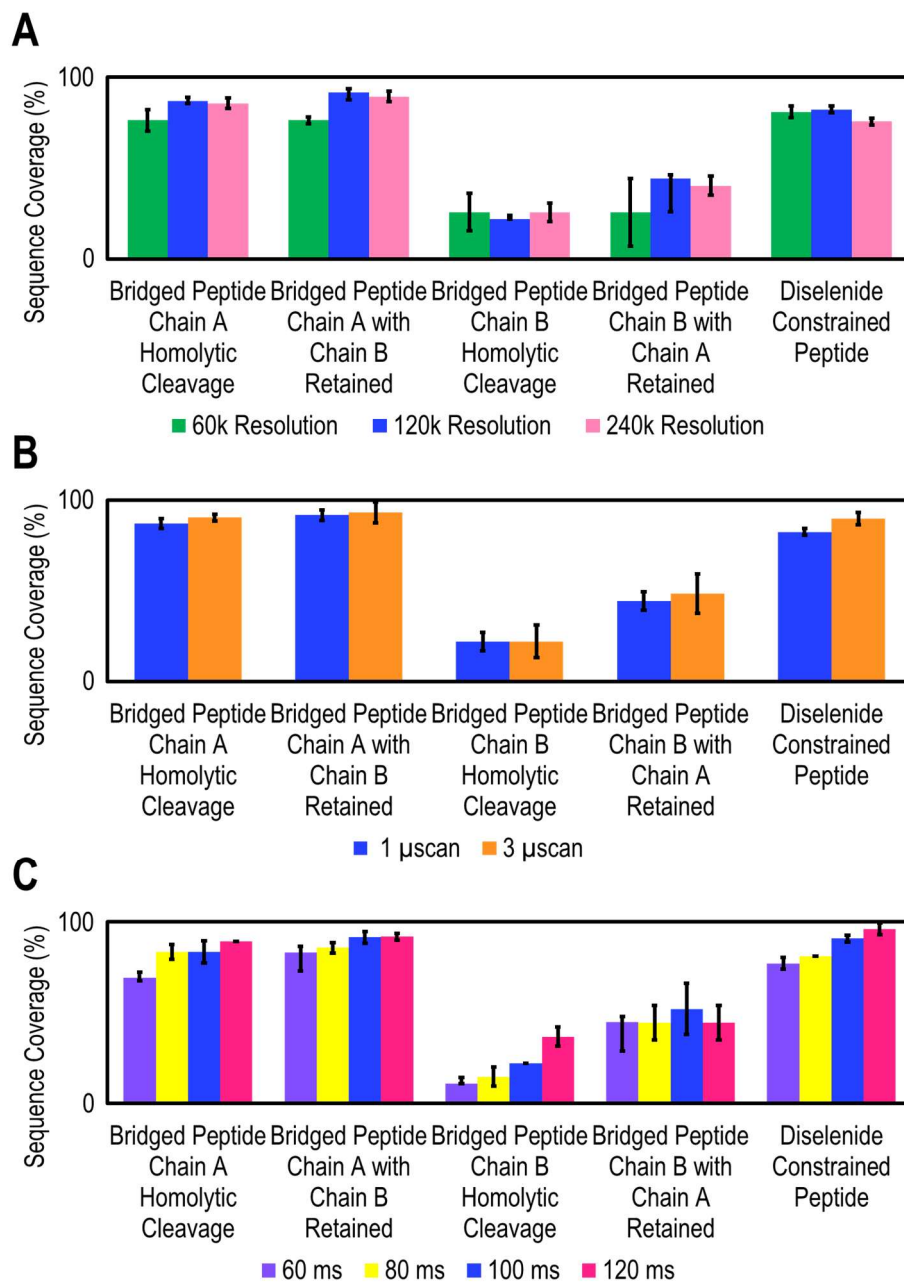 A
Sequence Coverage (%)
100
0
Bridged Peptide Bridged Peptide Bridged Peptide Bridged Peptide Diselenide
Chain A Chain A with Chain B Chain B with Constrained
Homolytic Chain B Homolytic Chain A Peptide
Cleavage Retained Cleavage Retained
60k Resolution 120k Resolution 240k Resolution
B
Sequence Coverage (%)
100
0
Bridged Peptide Bridged Peptide Bridged Peptide Bridged Peptide Diselenide
Chain A Chain A with Chain B Chain B with Constrained
Homolytic Chain B Homolytic Chain A Peptide
Cleavage Retained Cleavage Retained
1 µscan 3 µscan
C
Sequence Coverage (%)
100
0
Bridged Peptide Bridged Peptide Bridged Peptide Bridged Peptide Diselenide
Chain A Chain A with Chain B Chain B with Constrained
Homolytic Chain B Homolytic Chain A Peptide
Cleavage Retained Cleavage Retained
60 ms 80 ms 100 ms 120 ms